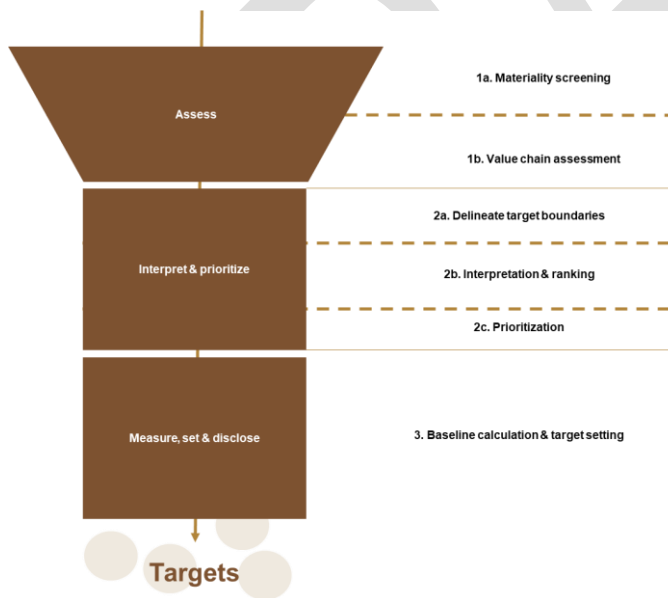 1a. Materiality screening
Assess
1b. Value chain assessment
2a. Delineate target boundaries
Interpret & prioritize
2b. Interpretation & ranking
2c. Prioritization
Measure, set & disclose
3. Baseline calculation & target setting
Targets